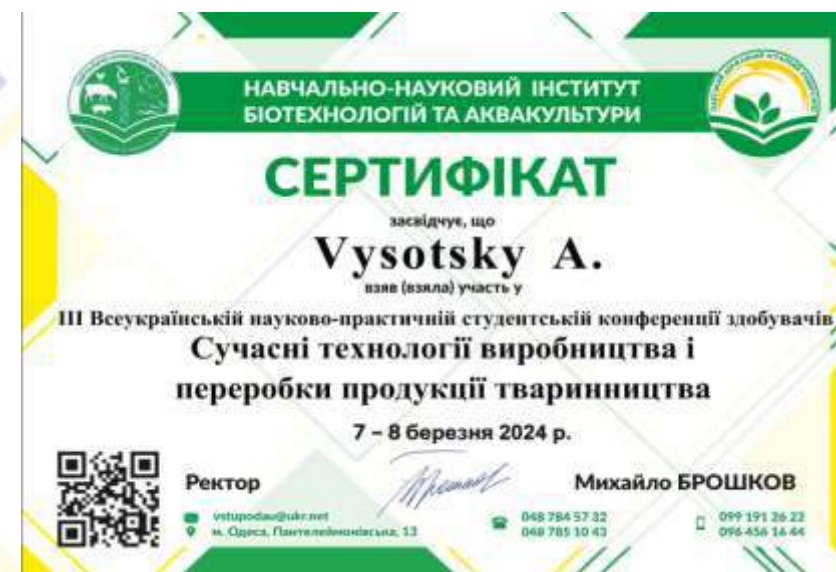 НАВЧАЛЬНО-НАУКОВИЙ ІНСТИТУТ
БІОТЕХНОЛОГІЙ ТА АКВАКУЛЬТУРИ
СЕРТИФІКАТ
засвідчує, що
Vysotsky A.
взяв (взяла) участь у
III Всеукраїнській науково-практичній студентській конференції здобувачів
Сучасні технології виробництва і
переробки продукції тваринництва
7 – 8 березня 2024 р.
Ректор
Михайло БРОШКОВ
vstupodau@ukr.net
м. Одеса, Пантелеймонівська, 13
048 784 57 32
048 785 10 43
099 191 26 22
096 456 16 44